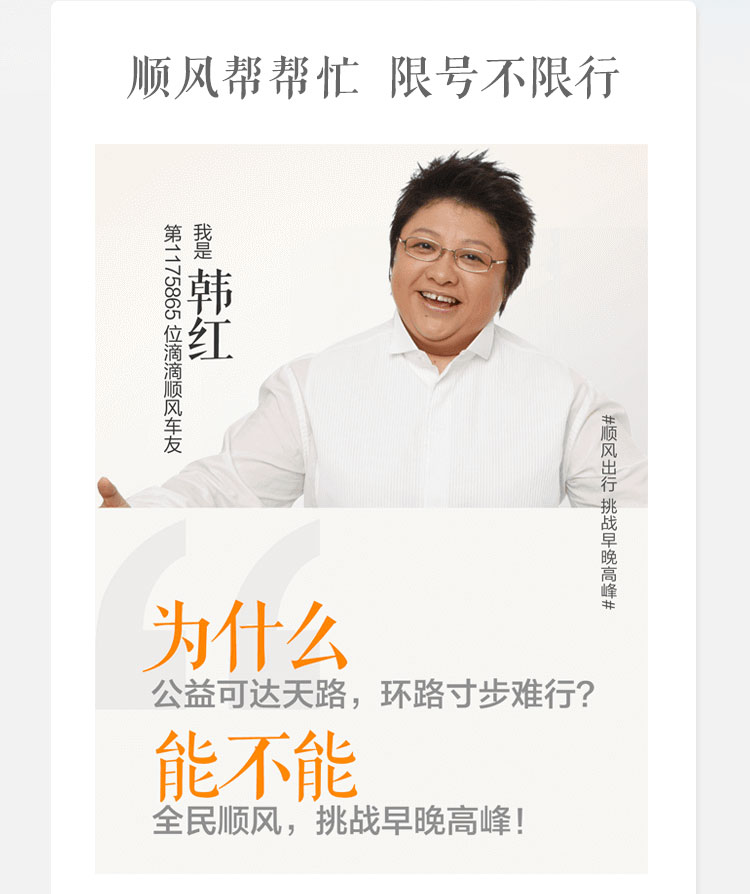 顺风帮帮忙 限号不限行
我是
韩红
第1175865位滴滴顺风车友
#顺风出行 挑战早晚高峰#
为什么
公益可达天路，环路寸步难行？
能不能
全民顺风，挑战早晚高峰！